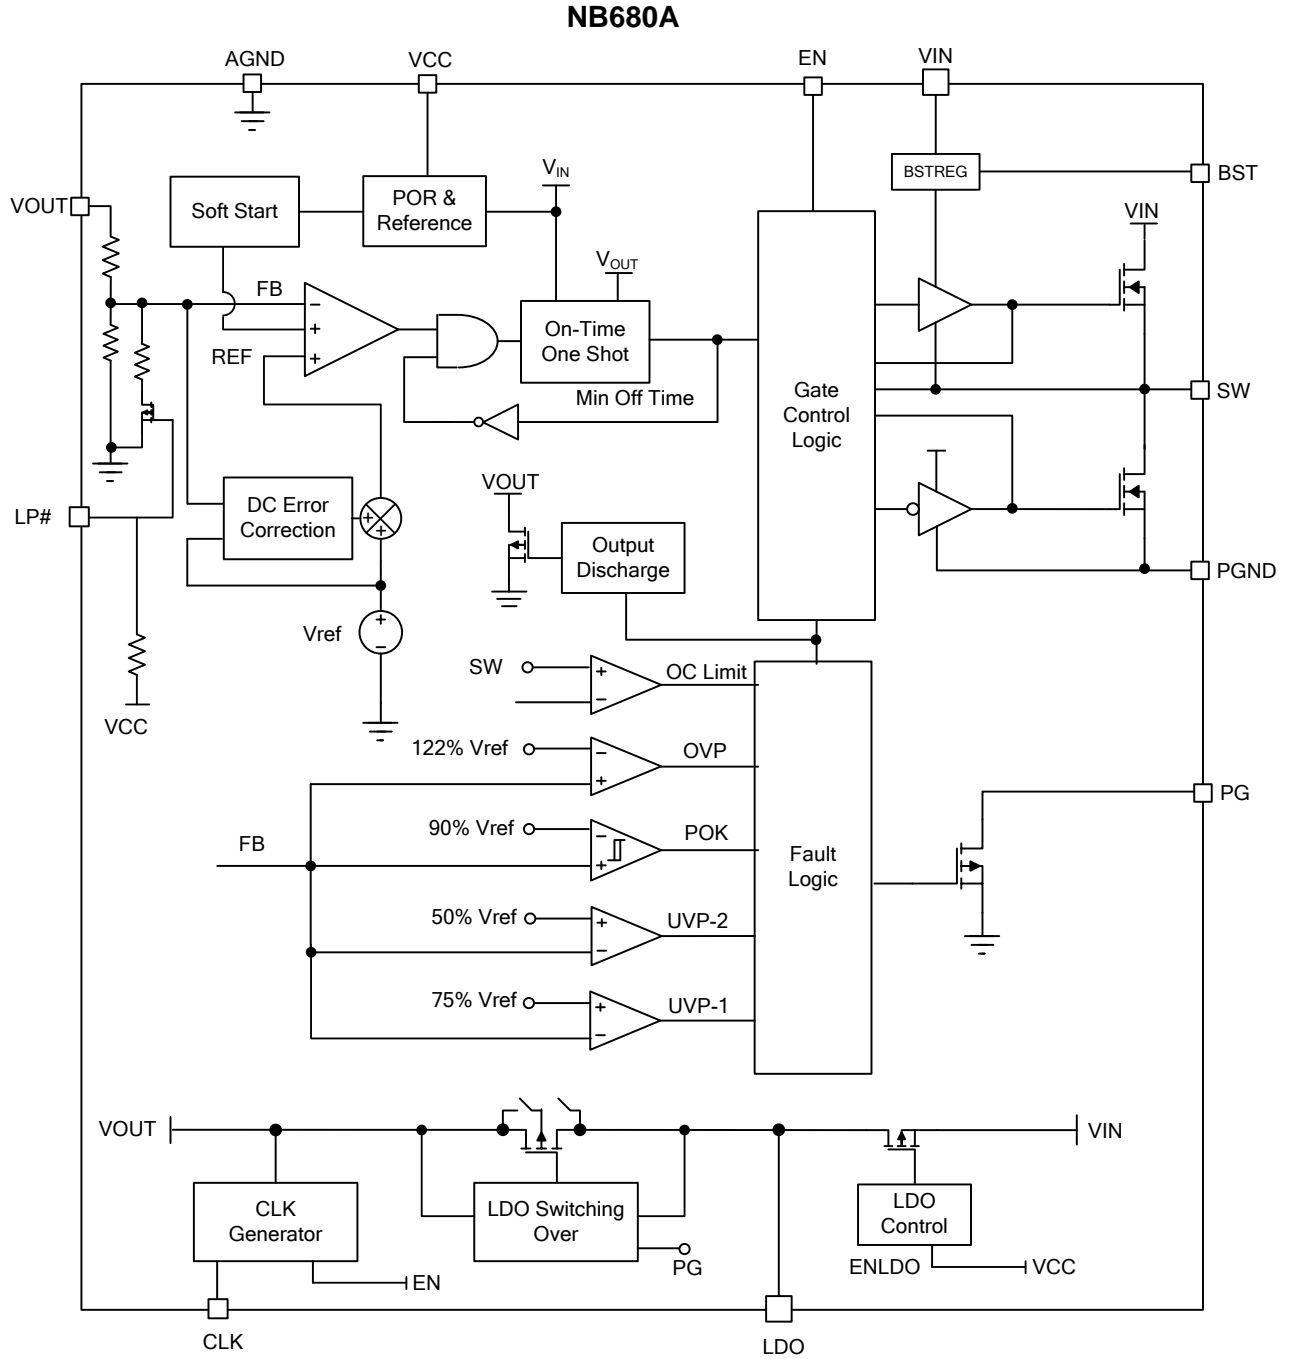 NB680A
AGND
VCC
EN
VIN
BSTREG
BST
VOUT
Soft Start
POR &
Reference
VIN
VIN
VOUT
FB
−
+
+
REF
On-Time
One Shot
Min Off Time
Gate
Control
Logic
SW
LP#
DC Error
Correction
+
+
VOUT
Output
Discharge
PGND
Vref
+
−
VCC
SW
+
−
OC Limit
122% Vref
−
+
OVP
90% Vref
−
+
POK
FB
50% Vref
+
−
UVP-2
75% Vref
+
−
UVP-1
Fault
Logic
PG
VOUT
VIN
CLK
Generator
LDO Switching
Over
LDO
Control
EN
PG
ENLDO
VCC
CLK
LDO